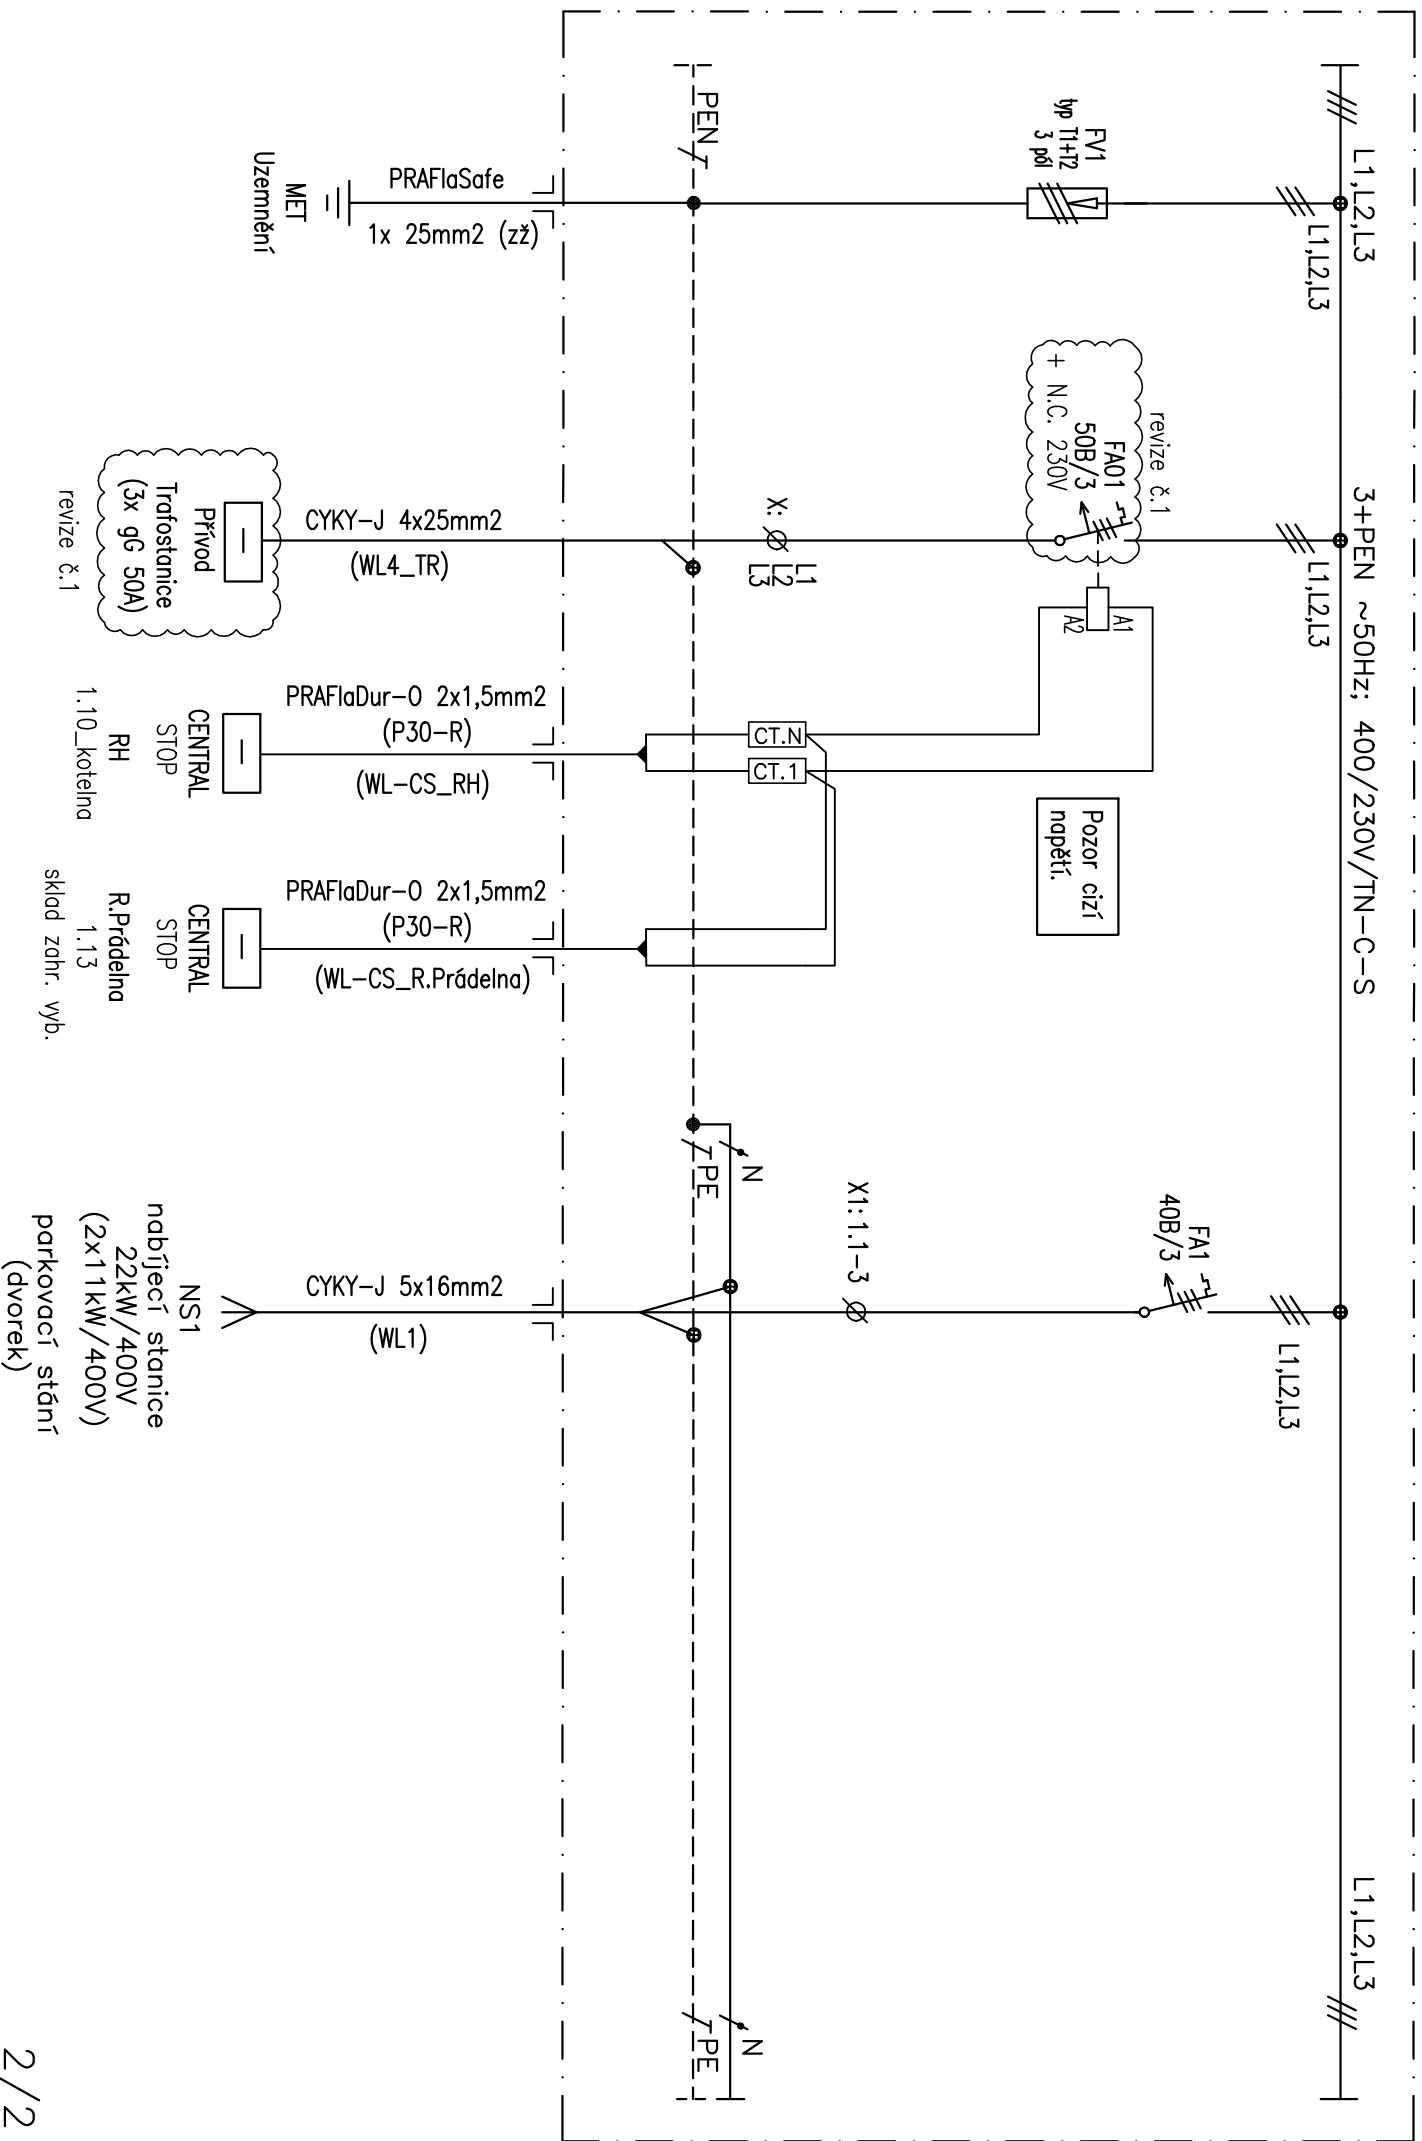 L1,L2,L3
3+PEN ~50Hz; 400/230V/TN-C-S
L1,L2,L3
L1,L2,L3
FV1
typ T1+T2
3 pól
PEN
PRAFlaSafe
1x 25mm2 (zž)
MET
Uzemnění
L1,L2,L3
revize č.1
FA01
50B/3
+ N.C. 230V
A1
A2
X:
L1
L2
L3
CYKY-J 4x25mm2
(WL4_TR)
Přívod
Trafostanice
(3x gG 50A)
revize č.1
Pozor cizí
napětí.
CT.N
CT.1
PRAFlaDur-O 2x1,5mm2
(P30-R)
(WL-CS_RH)
CENTRAL
STOP
RH
1.10_kotelna
PRAFlaDur-O 2x1,5mm2
(P30-R)
(WL-CS_R.Prádelna)
CENTRAL
STOP
R.Prádelna
1.13
sklad zahr. vyb.
L1,L2,L3
FA1
40B/3
X1:1.1-3
N
PE
CYKY-J 5x16mm2
(WL1)
NS1
nabíjecí stanice
22kW/400V
(2x11kW/400V)
parkovací stání
(dvorek)
N
PE
2/2